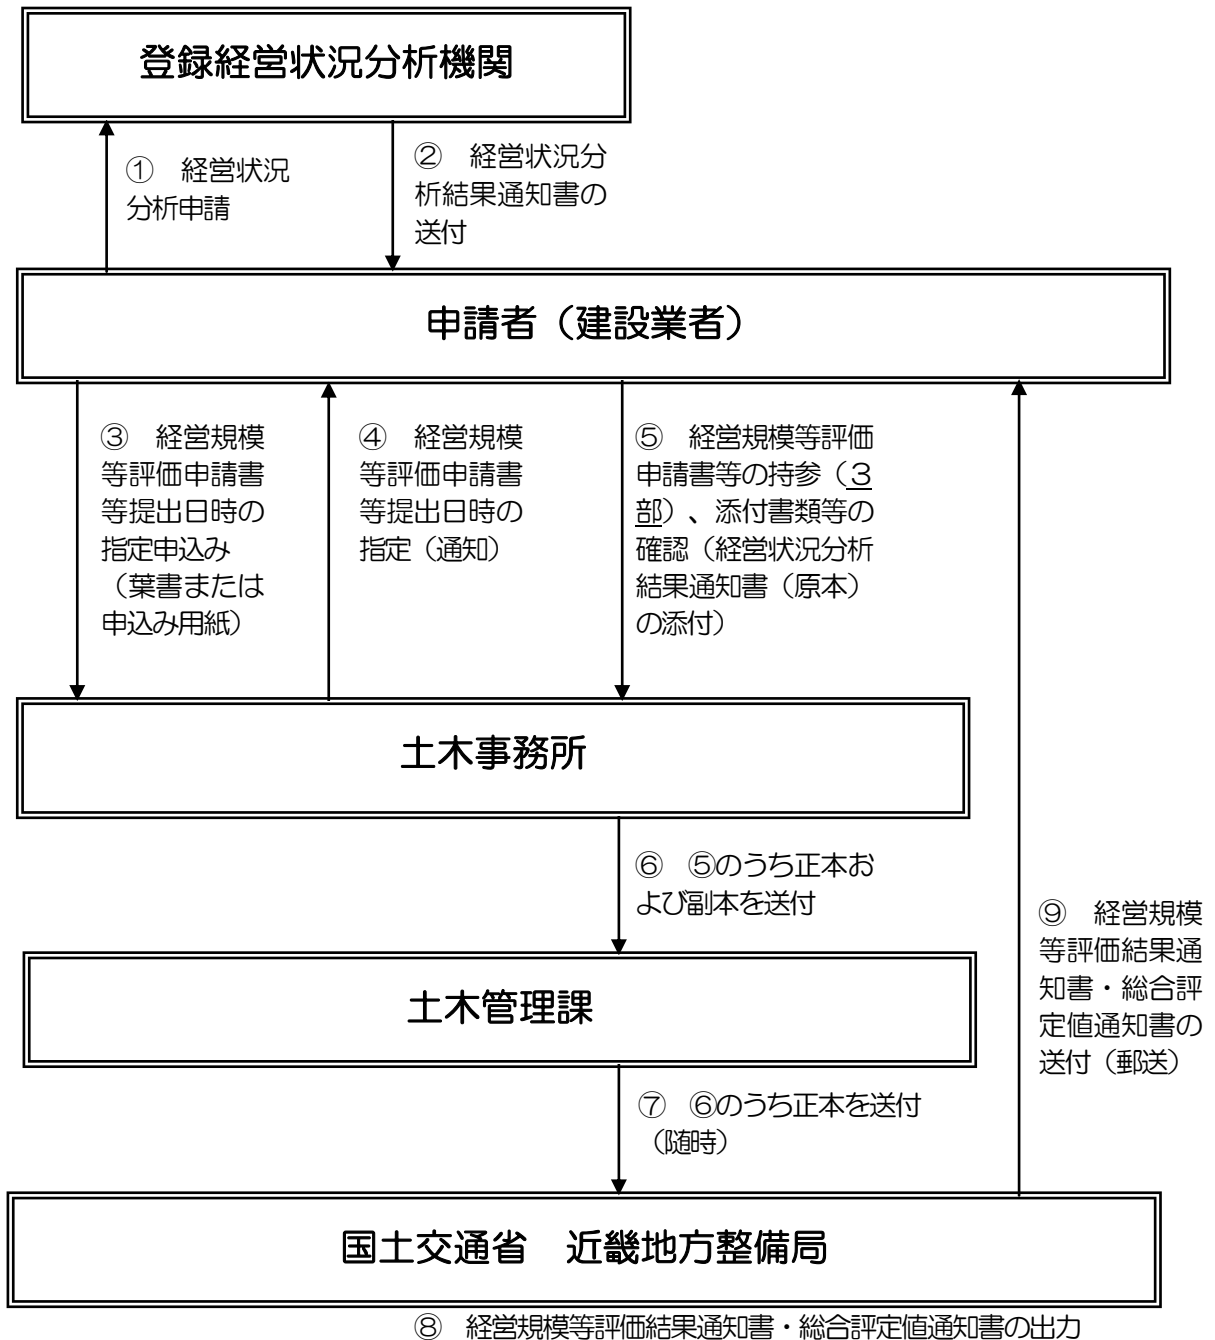 登録経営状況分析機関
①　経営状況
分析申請
②　経営状況分
析結果通知書の
送付
申請者（建設業者）
③　経営規模
等評価申請書
等提出日時の
指定申込み
（葉書または
申込み用紙）
④　経営規模
等評価申請書
等提出日時の
指定（通知）
⑤　経営規模等評価
申請書等の持参（３
部）、添付書類等の
確認（経営状況分析
結果通知書（原本）
の添付）
土木事務所
⑥　⑤のうち正本お
よび副本を送付
土木管理課
⑦　⑥のうち正本を送付
（随時）
⑨　経営規模
等評価結果通
知書・総合評
定値通知書の
送付（郵送）
国土交通省　近畿地方整備局
⑧　経営規模等評価結果通知書・総合評定値通知書の出力